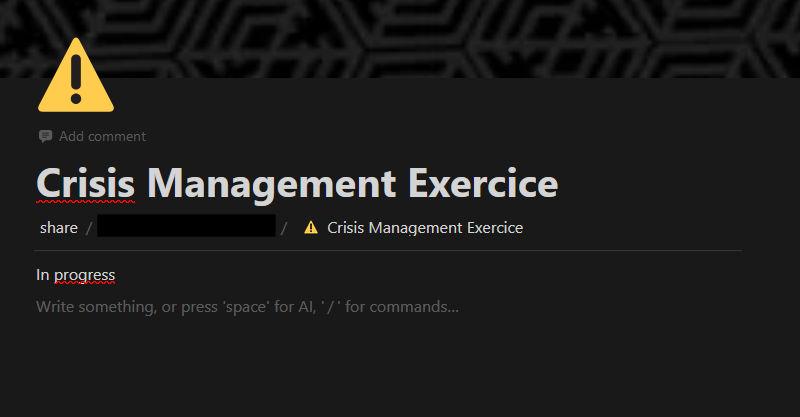 Add comment
Crisis Management Exercice
share / / Crisis Management Exercice
In progress
Write something, or press 'space' for AI, '/' for commands...